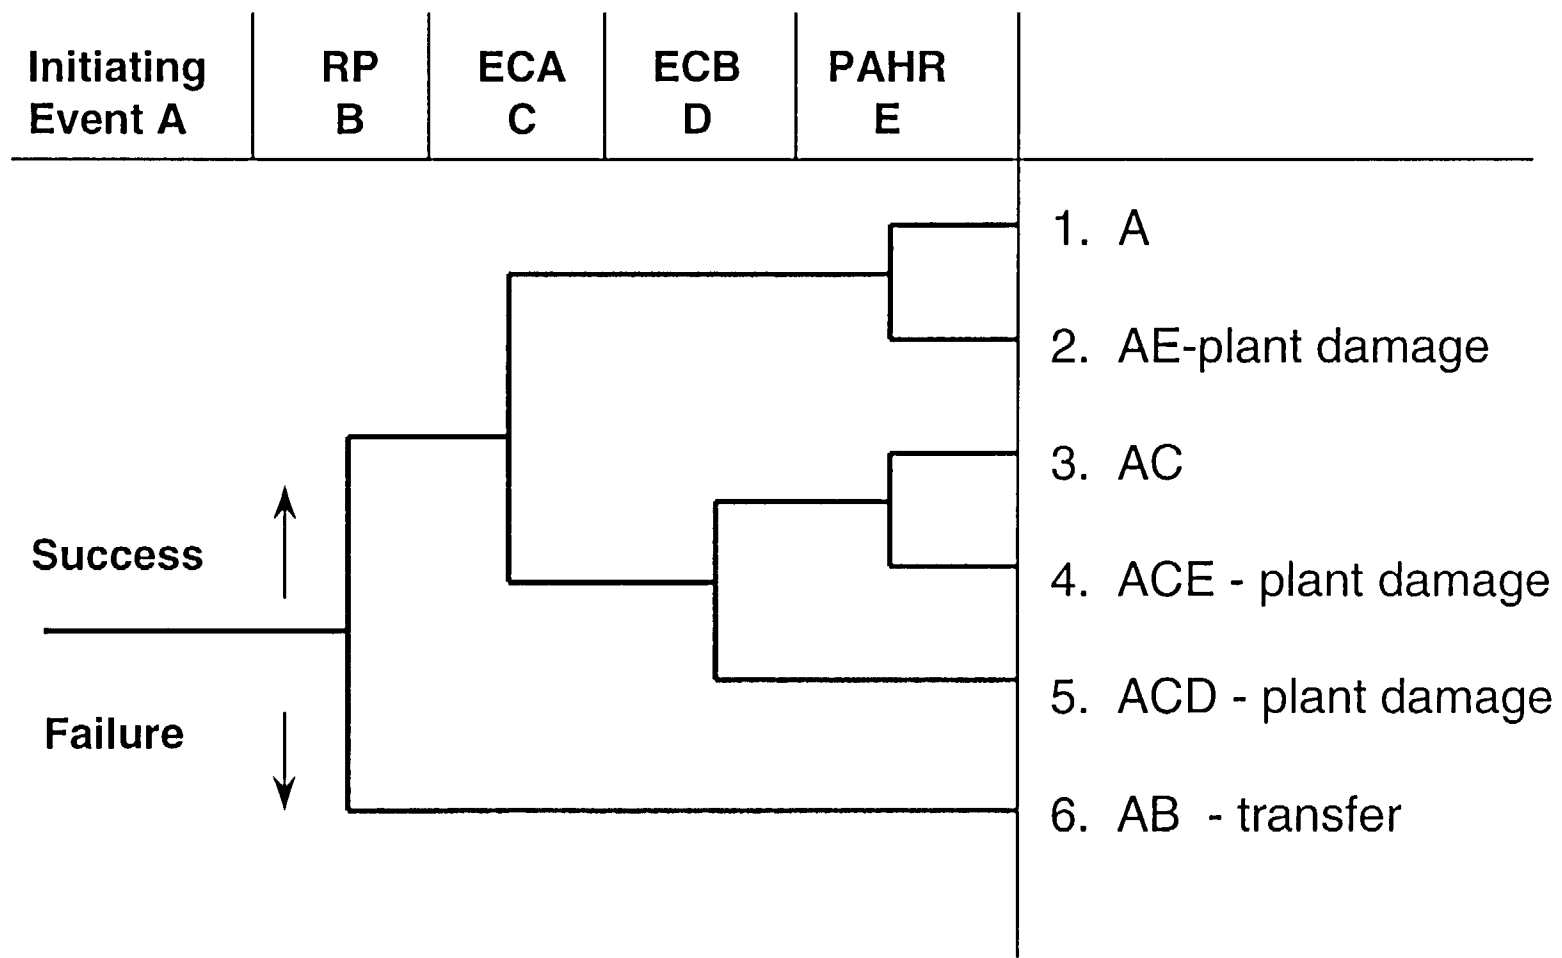 Initiating
Event A
RP
B
ECA
C
ECB
D
PAHR
E
1. A
2. AE-plant damage
3. AC
Success
4. ACE - plant damage
5. ACD - plant damage
Failure
6. AB - transfer